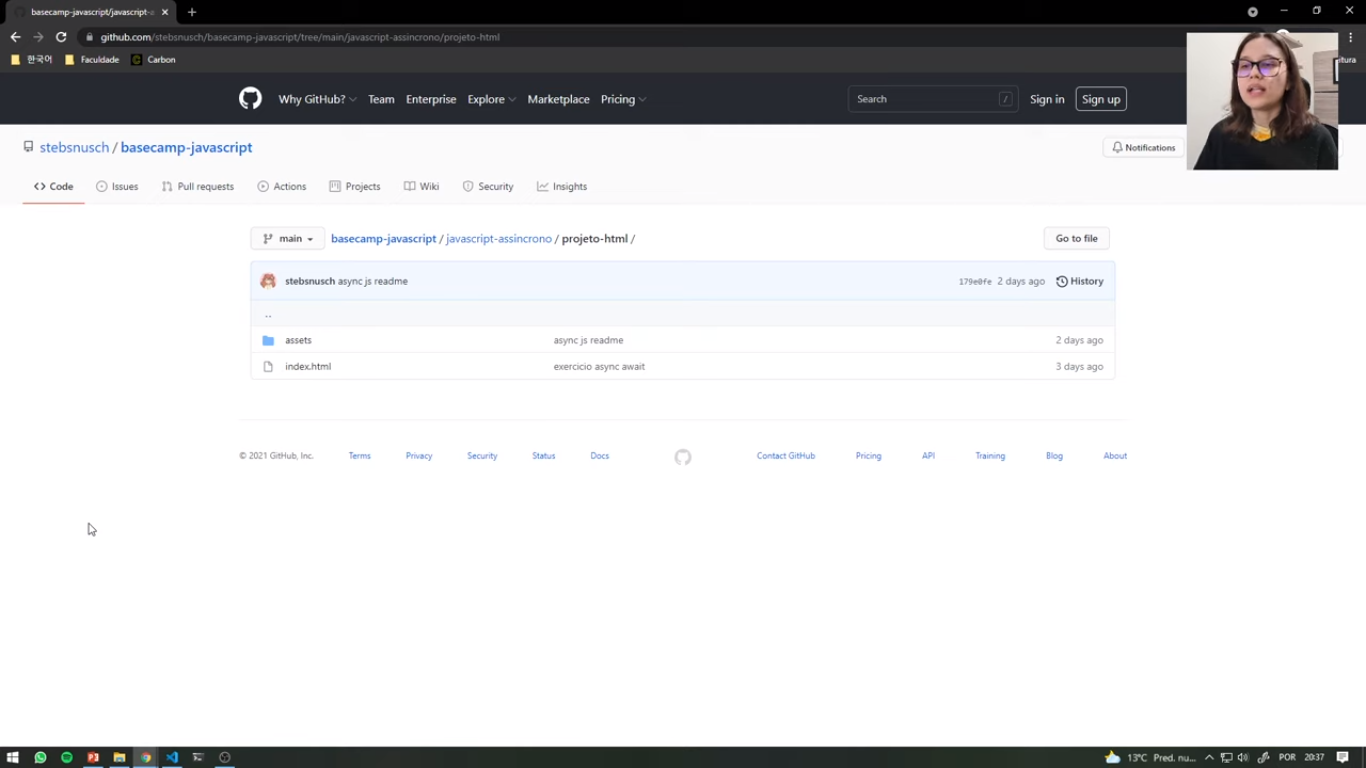 basecamp-javascript/javascript-a
github.com/stebsnusch/basecamp-javascript/tree/main/javascript-assincrono/projeto-html
한국어 Faculdade Carbon itura
Why GitHub? Team Enterprise Explore Marketplace Pricing Search / Sign in Sign up
stebsnusch / basecamp-javascript Notifications
Code Issues Pull requests Actions Projects Wiki Security Insights
main basecamp-javascript / javascript-assincrono / projeto-html / Go to file
stebsnusch async js readme 179e0fe 2 days ago History
..
assets async js readme 2 days ago
index.html exercicio async await 3 days ago
© 2021 GitHub, Inc. Terms Privacy Security Status Docs Contact GitHub Pricing API Training Blog About
13°C Pred. nu... POR 20:37